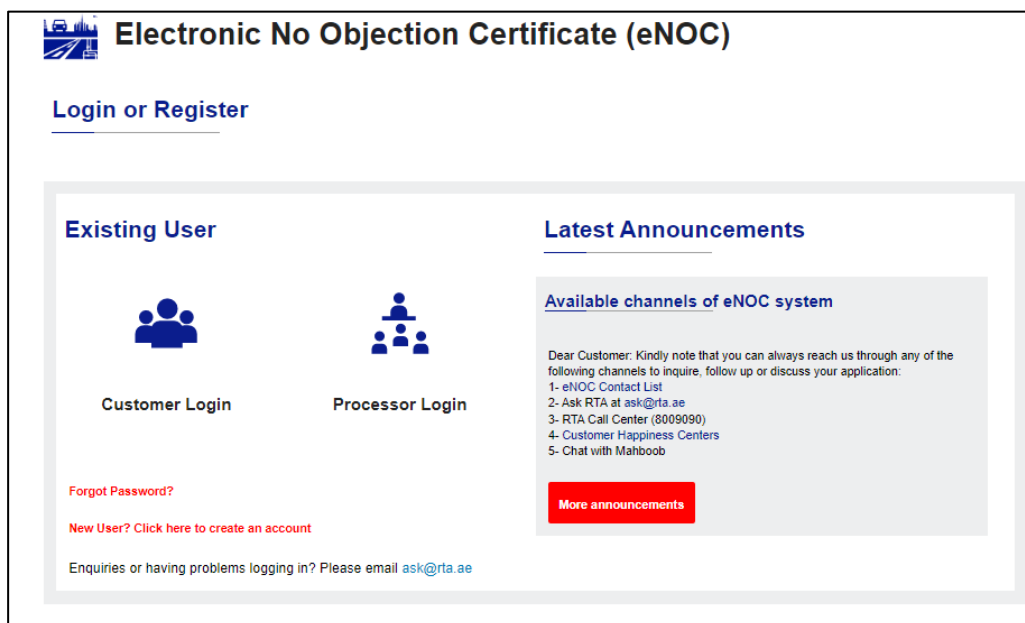 Electronic No Objection Certificate (eNOC)
Login or Register
Existing User
Customer Login
Processor Login
Forgot Password?
New User? Click here to create an account
Enquiries or having problems logging in? Please email ask@rta.ae
Latest Announcements
Available channels of eNOC system
Dear Customer: Kindly note that you can always reach us through any of the
following channels to inquire, follow up or discuss your application:
1- eNOC Contact List
2- Ask RTA at ask@rta.ae
3- RTA Call Center (8009090)
4- Customer Happiness Centers
5- Chat with Mahboob
More announcements